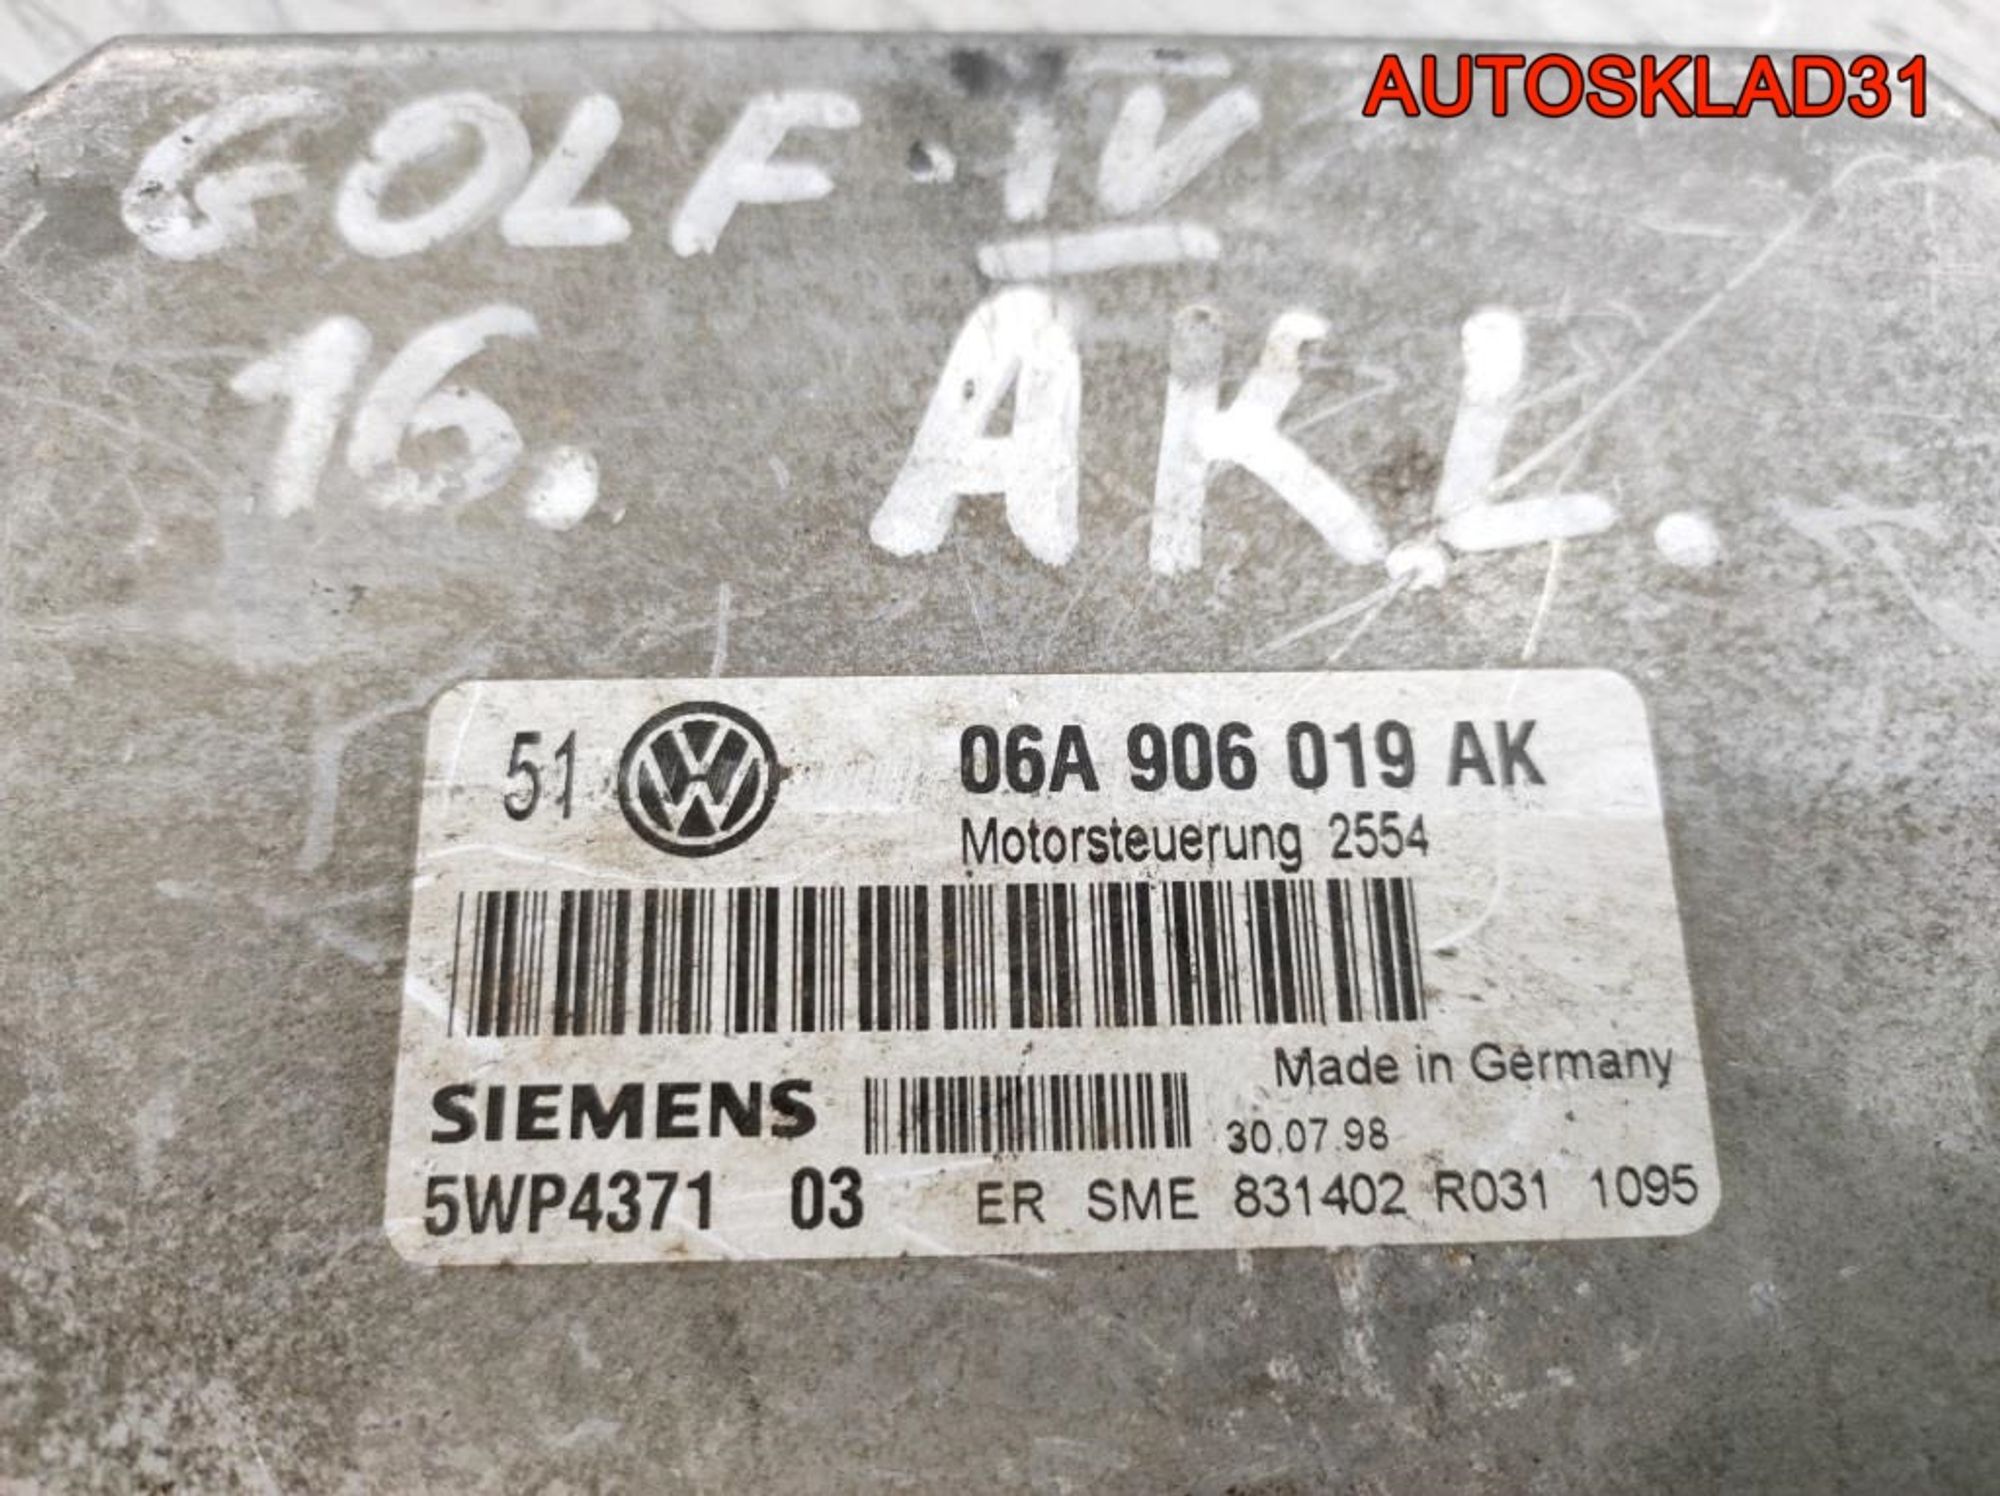 AUTOSKLAD31
GOLF IV
16. AKL.
51 06A 906 019 AK
Motorsteuerung 2554
Made in Germany
SIEMENS 30.07.98
5WP4371 03 ER SME 831402 R031 1095